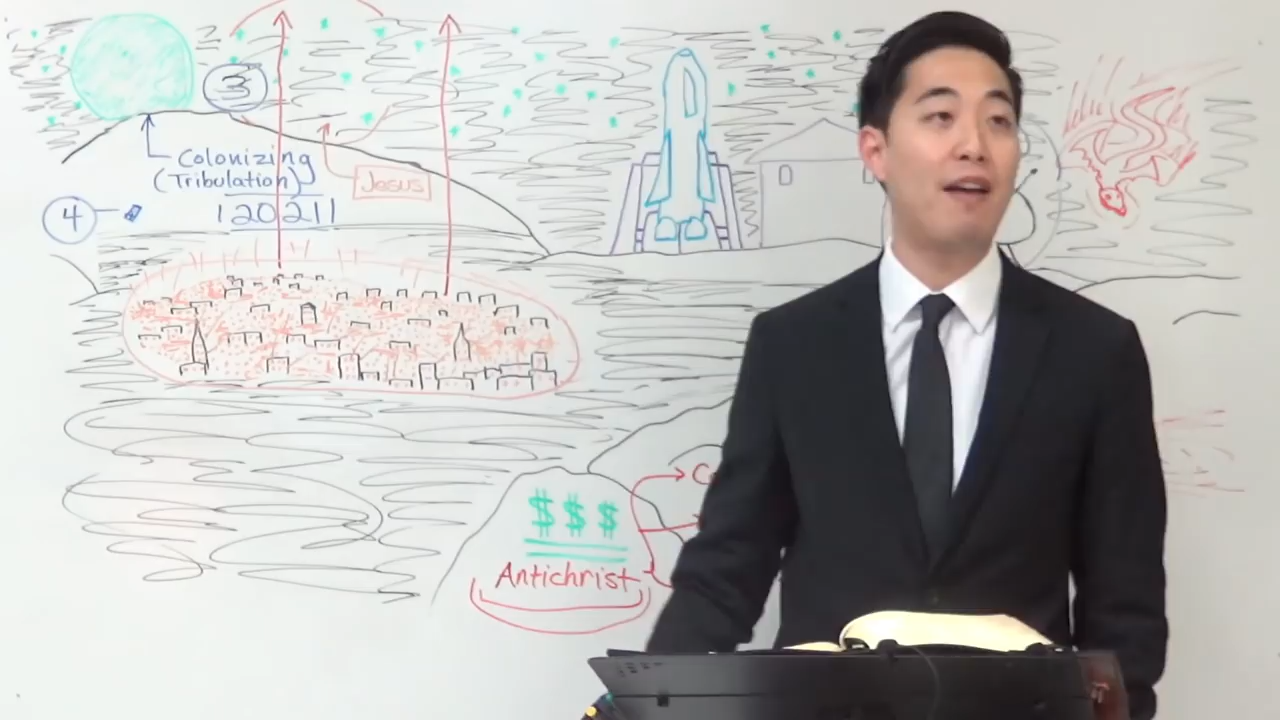 3
Colonizing
(Tribulation)
Jesus
4
120211
$ $ $
Antichrist